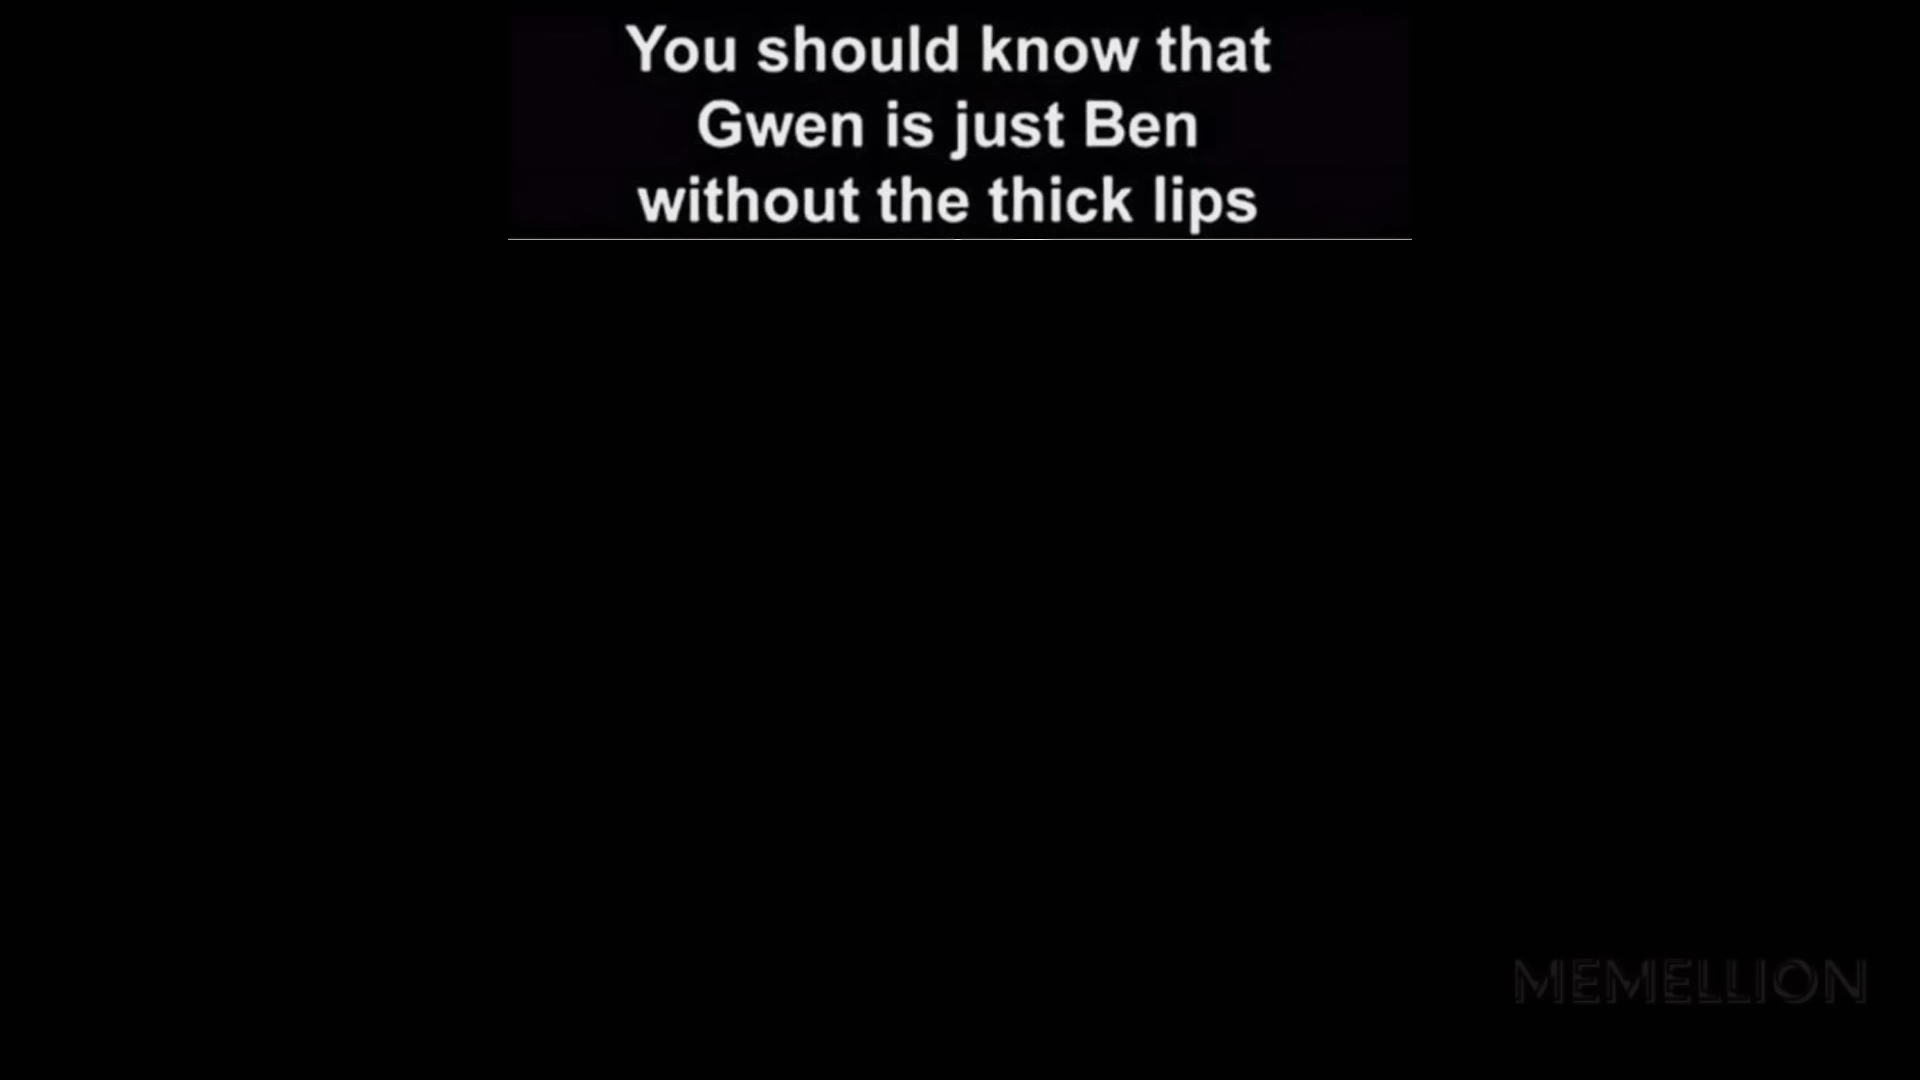 You should know that
Gwen is just Ben
without the thick lips
MEMELLION